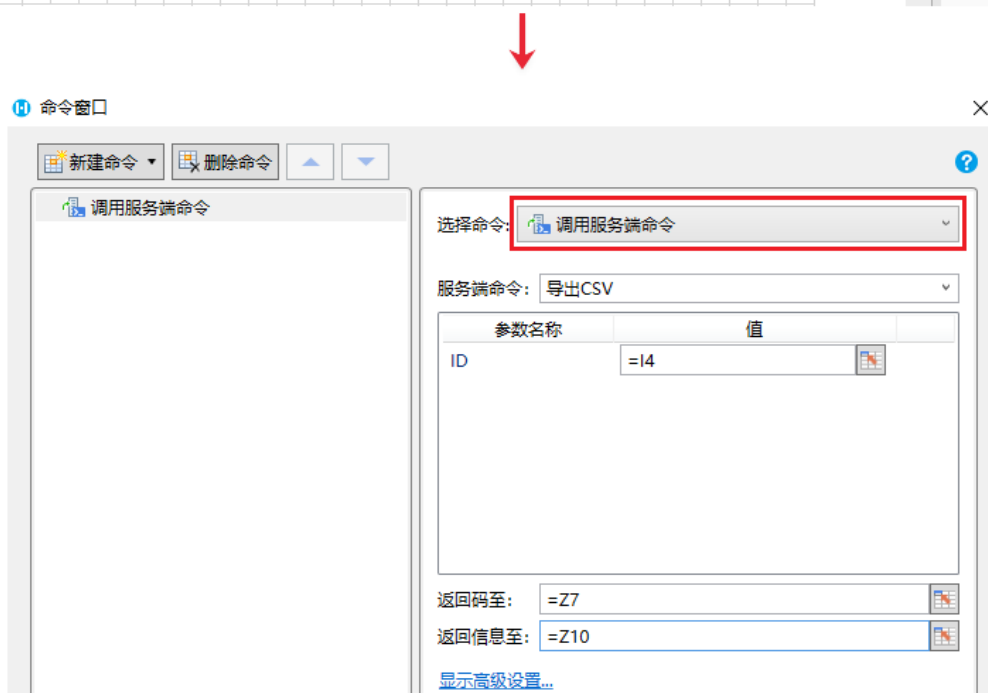 命令窗口
新建命令 删除命令
调用服务端命令
选择命令: 调用服务端命令
服务端命令: 导出CSV
参数名称 值
ID =I4
返回码至: =Z7
返回信息至: =Z10
显示高级设置...